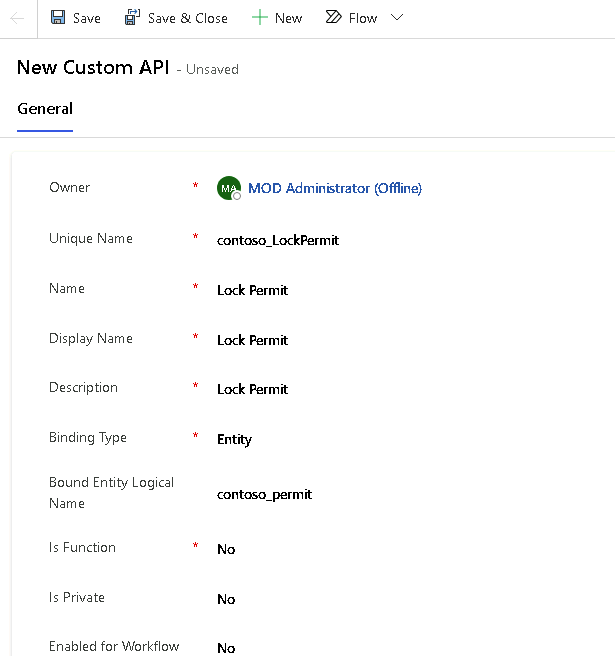 Save Save & Close New Flow
New Custom API - Unsaved
General
Owner * MA MOD Administrator (Offline)
Unique Name * contoso_LockPermit
Name * Lock Permit
Display Name * Lock Permit
Description * Lock Permit
Binding Type * Entity
Bound Entity Logical
Name
contoso_permit
Is Function * No
Is Private No
Enabled for Workflow No